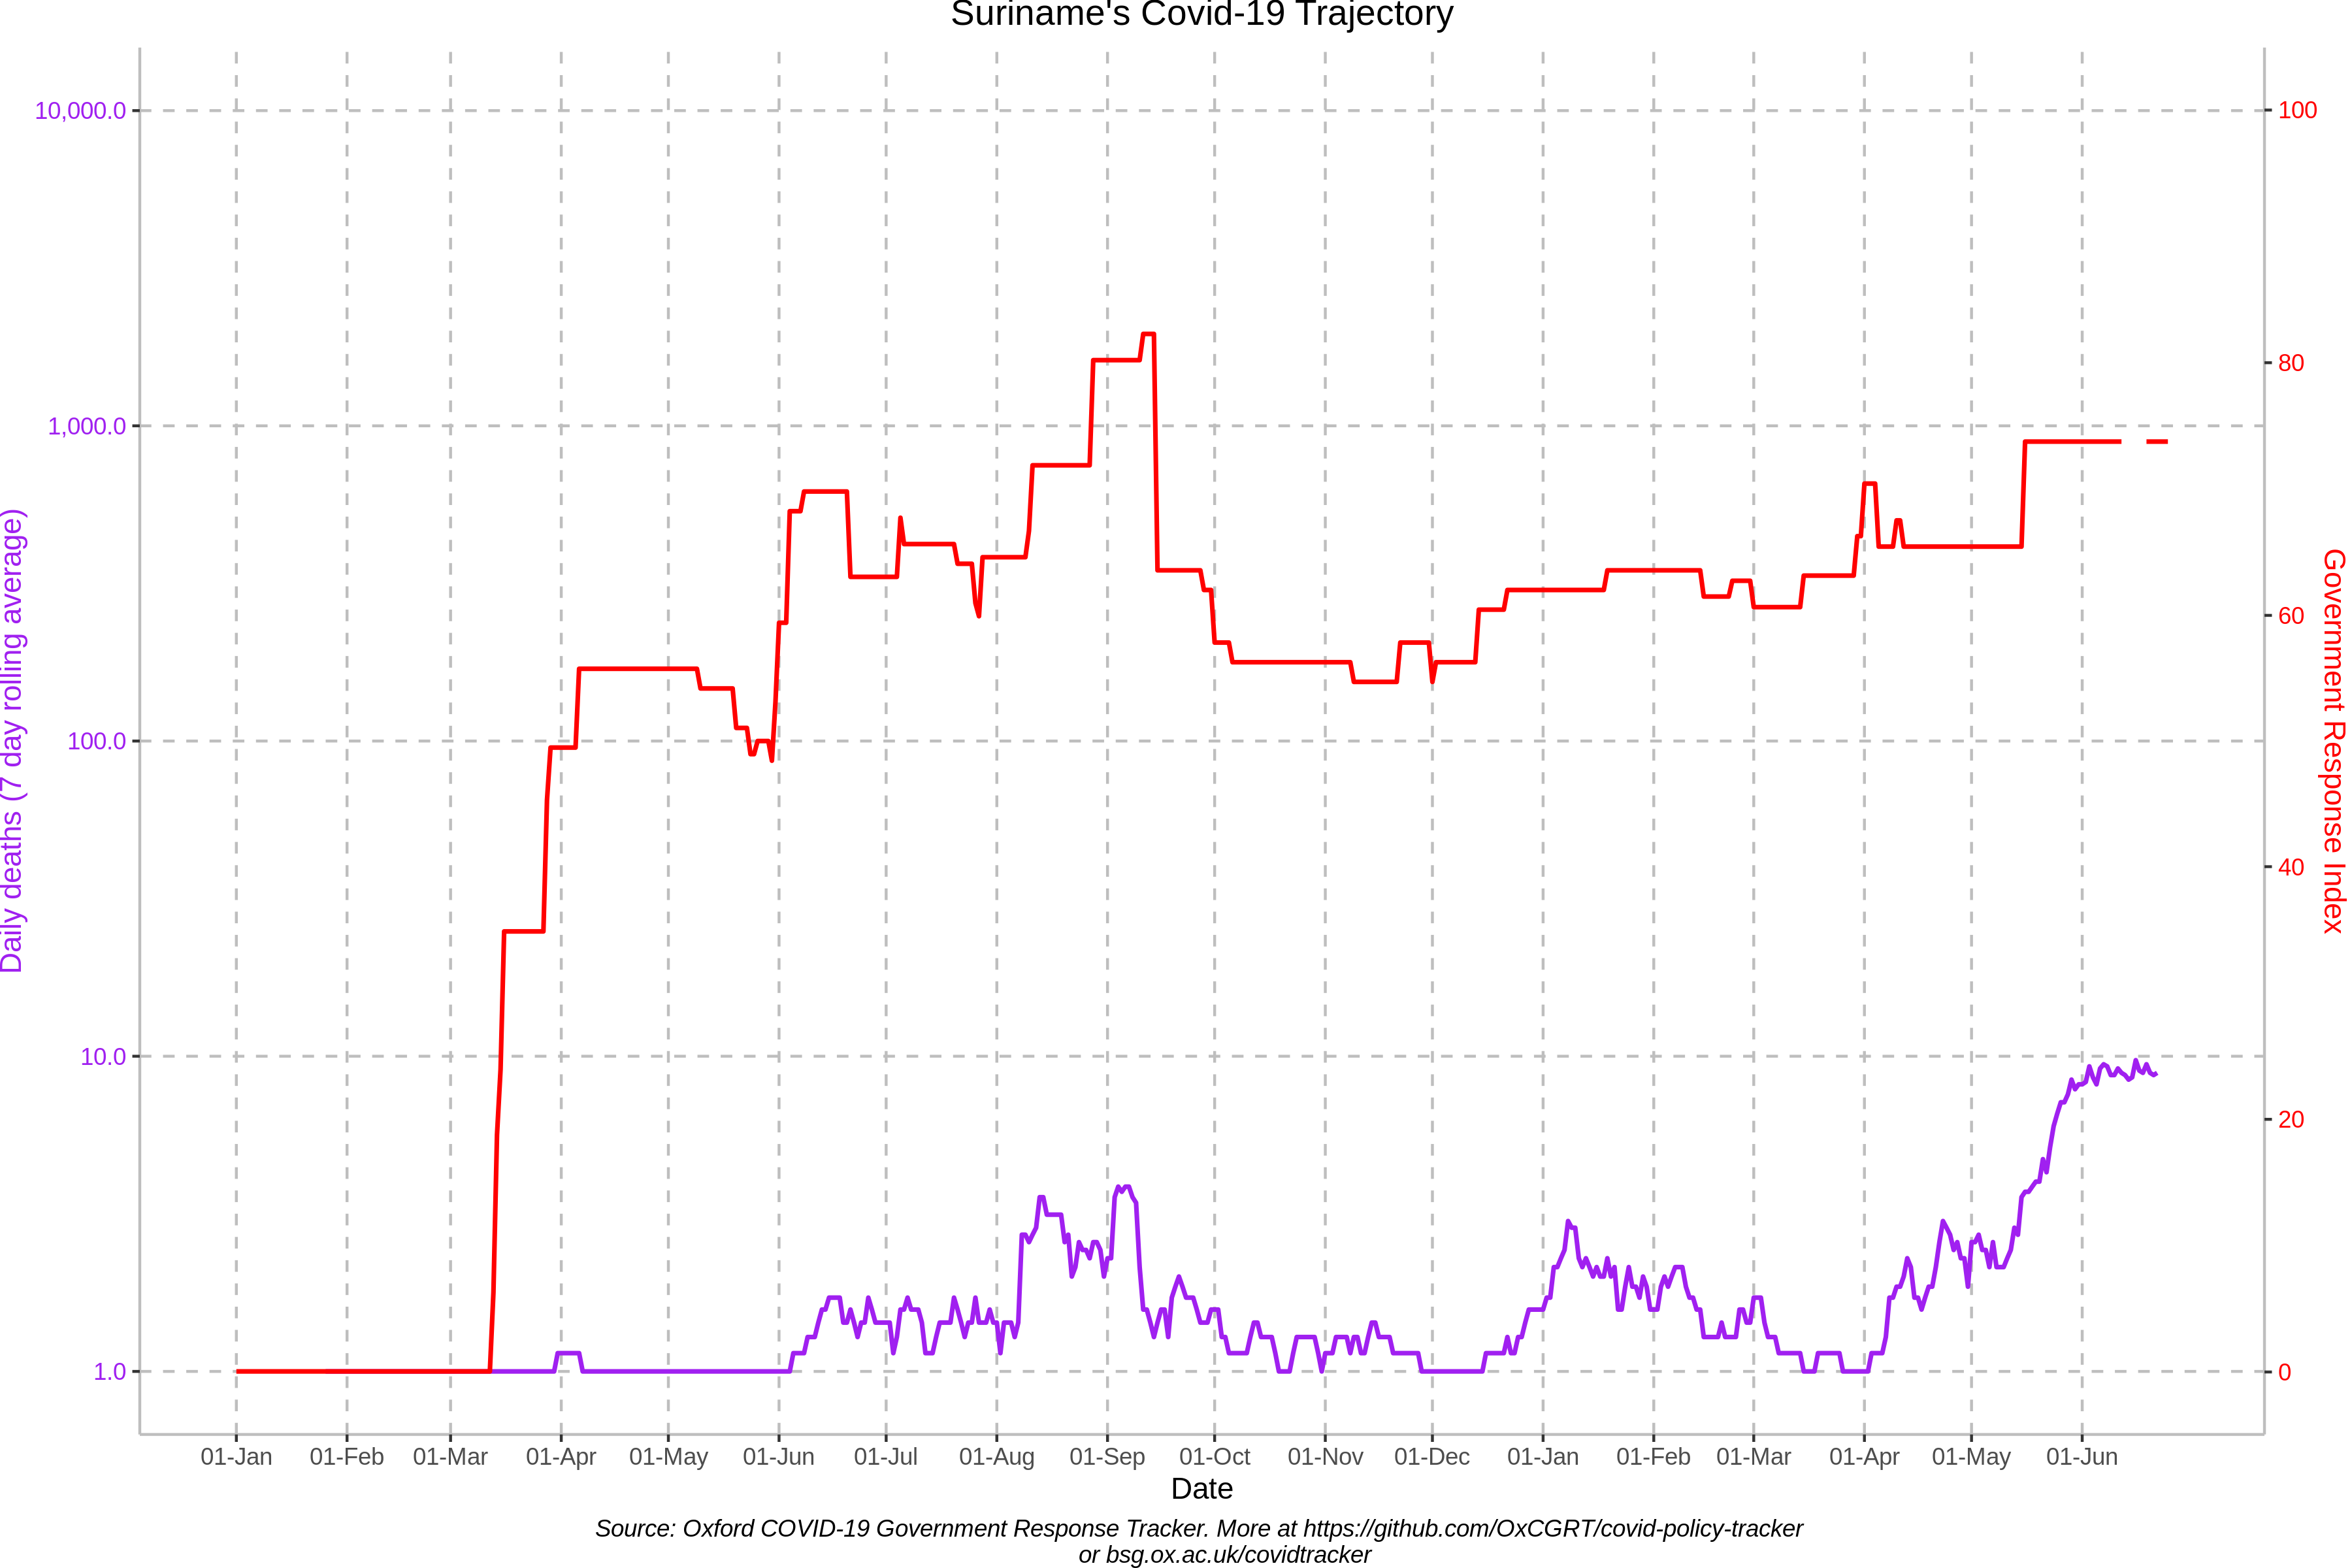 Suriname's Covid-19 Trajectory
10,000.0
1,000.0
100.0
10.0
1.0
Daily deaths (7 day rolling average)
100
80
60
40
20
0
Government Response Index
01-Jan 01-Feb 01-Mar 01-Apr 01-May 01-Jun 01-Jul 01-Aug 01-Sep 01-Oct 01-Nov 01-Dec 01-Jan 01-Feb 01-Mar 01-Apr 01-May 01-Jun
Date
Source: Oxford COVID-19 Government Response Tracker. More at https://github.com/OxCGRT/covid-policy-tracker
or bsg.ox.ac.uk/covidtracker